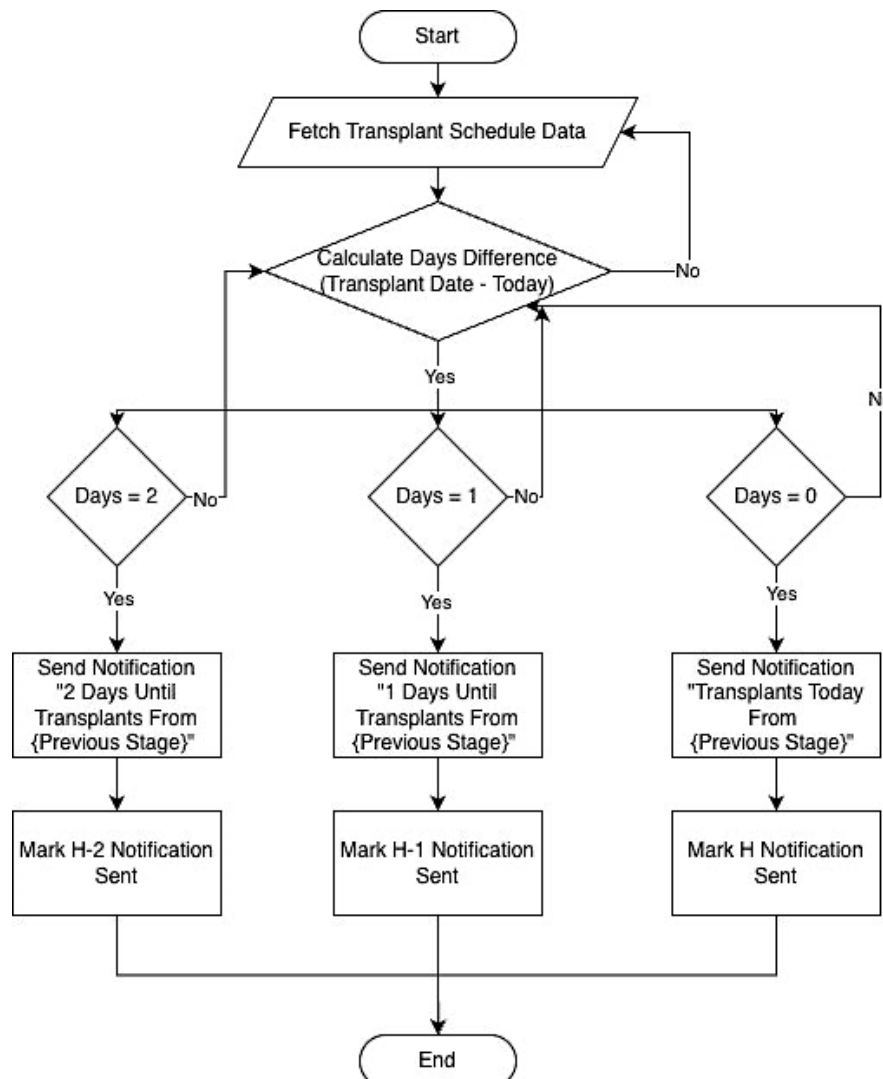 Start
Fetch Transplant Schedule Data
Calculate Days Difference
(Transplant Date - Today)
No
Yes
Days = 2
No
Days = 1
No
Days = 0
N
Yes
Yes
Yes
Send Notification
"2 Days Until
Transplants From
{Previous Stage}"
Send Notification
"1 Days Until
Transplants From
{Previous Stage}"
Send Notification
"Transplants Today
From
{Previous Stage}"
Mark H-2 Notification
Sent
Mark H-1 Notification
Sent
Mark H Notification
Sent
End